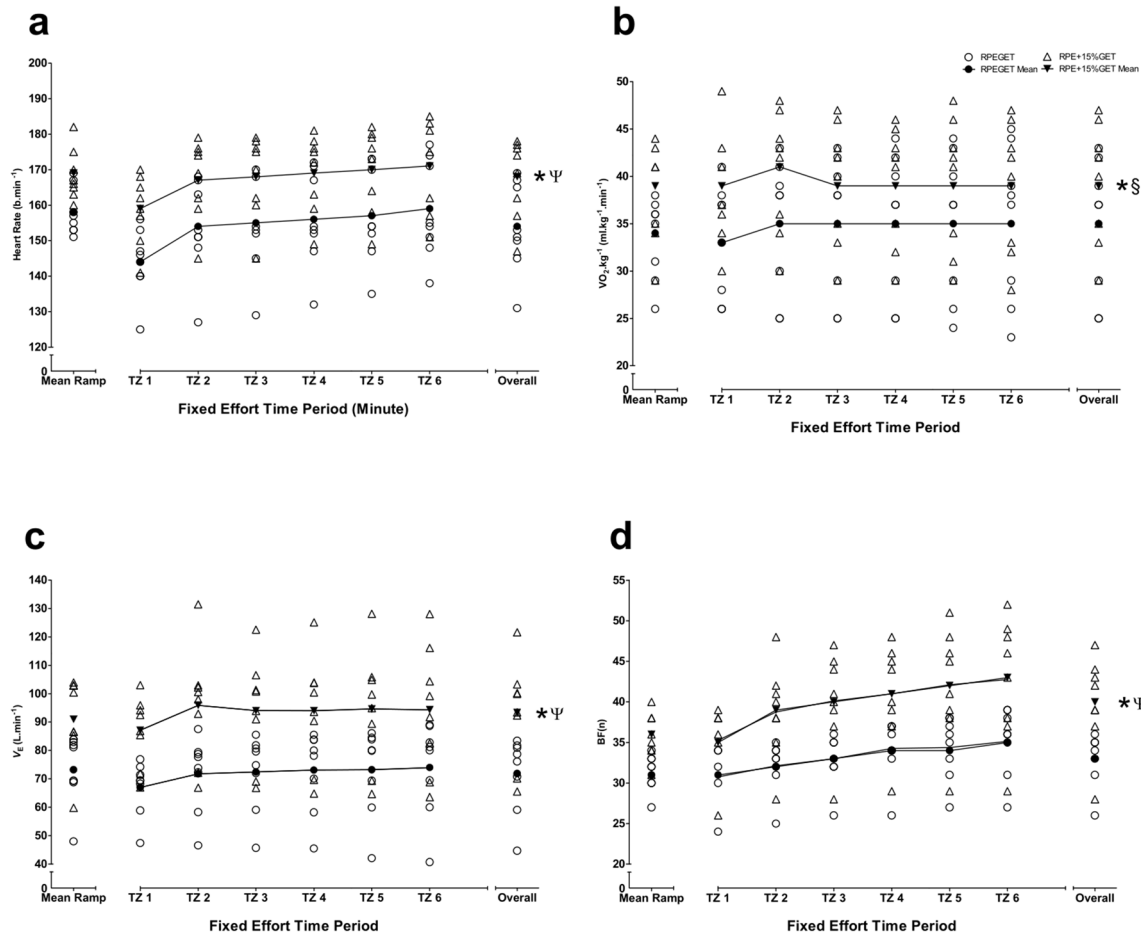 a
200
190
180
170
160
150
140
130
120
0
Heart Rate (b.min⁻¹)
* Ψ
Mean Ramp TZ 1 TZ 2 TZ 3 TZ 4 TZ 5 TZ 6 Overall
Fixed Effort Time Period (Minute)
b
RPEGET RPE+15%GET
RPEGET Mean RPE+15%GET Mean
50
45
40
35
30
25
20
0
VO₂.kg⁻¹ (ml.kg⁻¹.min⁻¹)
* §
Mean Ramp TZ 1 TZ 2 TZ 3 TZ 4 TZ 5 TZ 6 Overall
Fixed Effort Time Period
c
140
130
120
110
100
90
80
70
60
50
40
0
VE (L.min⁻¹)
* Ψ
Mean Ramp TZ 1 TZ 2 TZ 3 TZ 4 TZ 5 TZ 6 Overall
Fixed Effort Time Period
d
55
50
45
40
35
30
25
20
0
BF(n)
* Ψ
Mean Ramp TZ 1 TZ 2 TZ 3 TZ 4 TZ 5 TZ 6 Overall
Fixed Effort Time Period